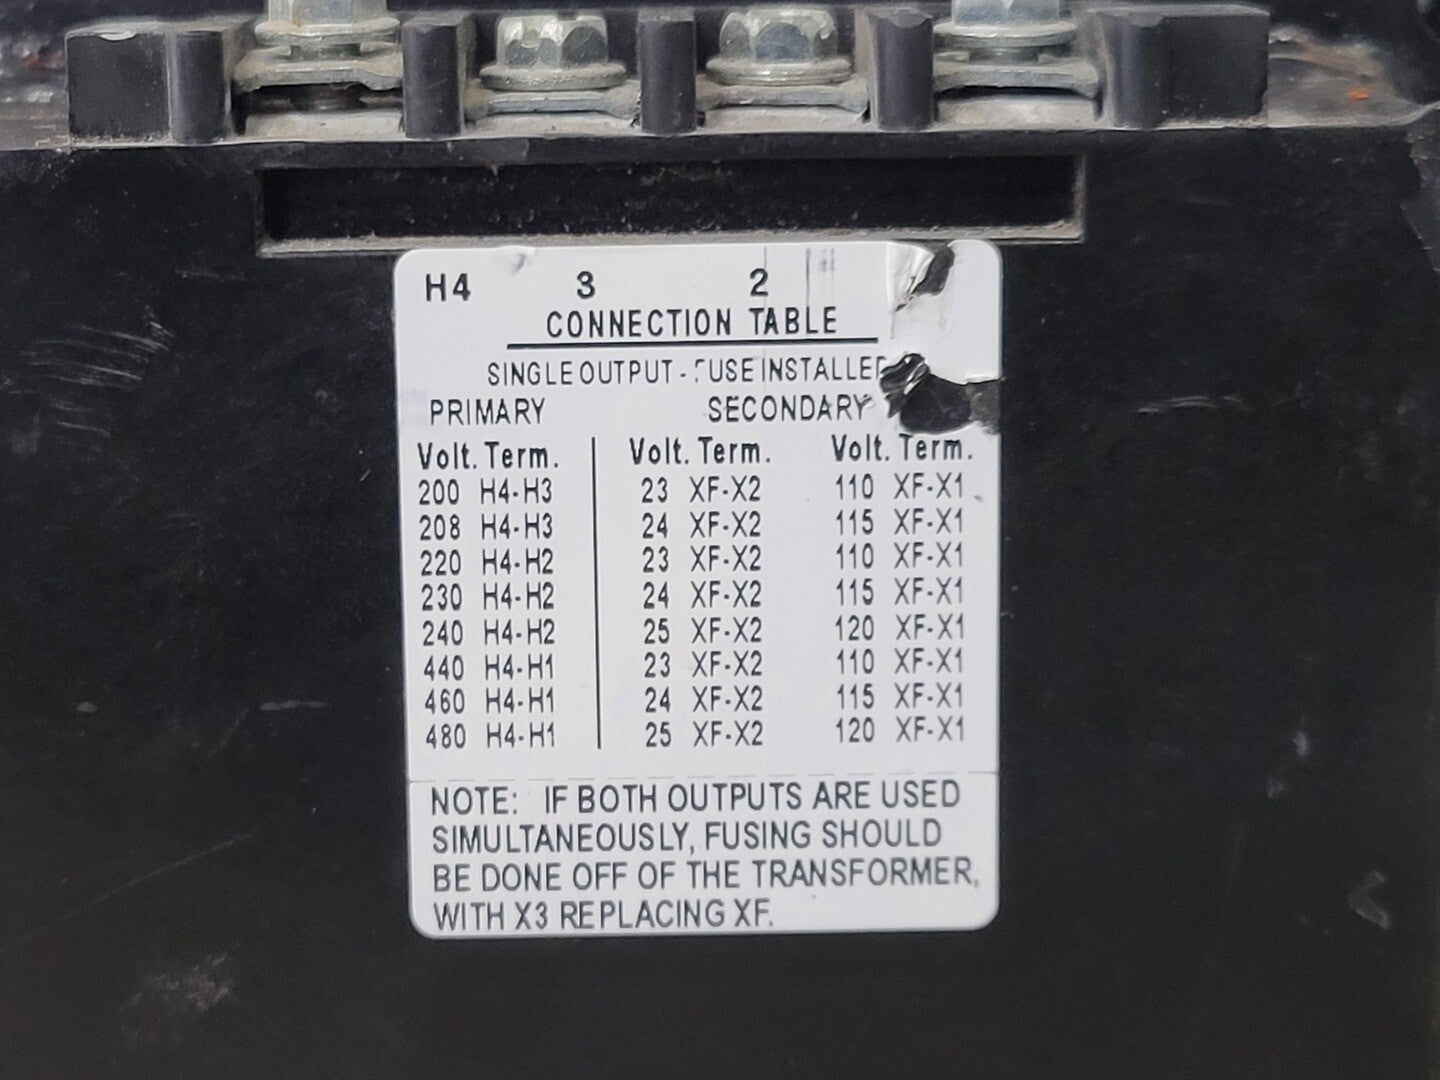 H4 3 2
CONNECTION TABLE
SINGLE OUTPUT - FUSE INSTALLED
PRIMARY SECONDARY
Volt. Term. Volt. Term. Volt. Term.
200 H4-H3 23 XF-X2 110 XF-X1
208 H4-H3 24 XF-X2 115 XF-X1
220 H4-H2 23 XF-X2 110 XF-X1
230 H4-H2 24 XF-X2 115 XF-X1
240 H4-H2 25 XF-X2 120 XF-X1
440 H4-H1 23 XF-X2 110 XF-X1
460 H4-H1 24 XF-X2 115 XF-X1
480 H4-H1 25 XF-X2 120 XF-X1
NOTE: IF BOTH OUTPUTS ARE USED
SIMULTANEOUSLY, FUSING SHOULD
BE DONE OFF OF THE TRANSFORMER,
WITH X3 REPLACING XF.